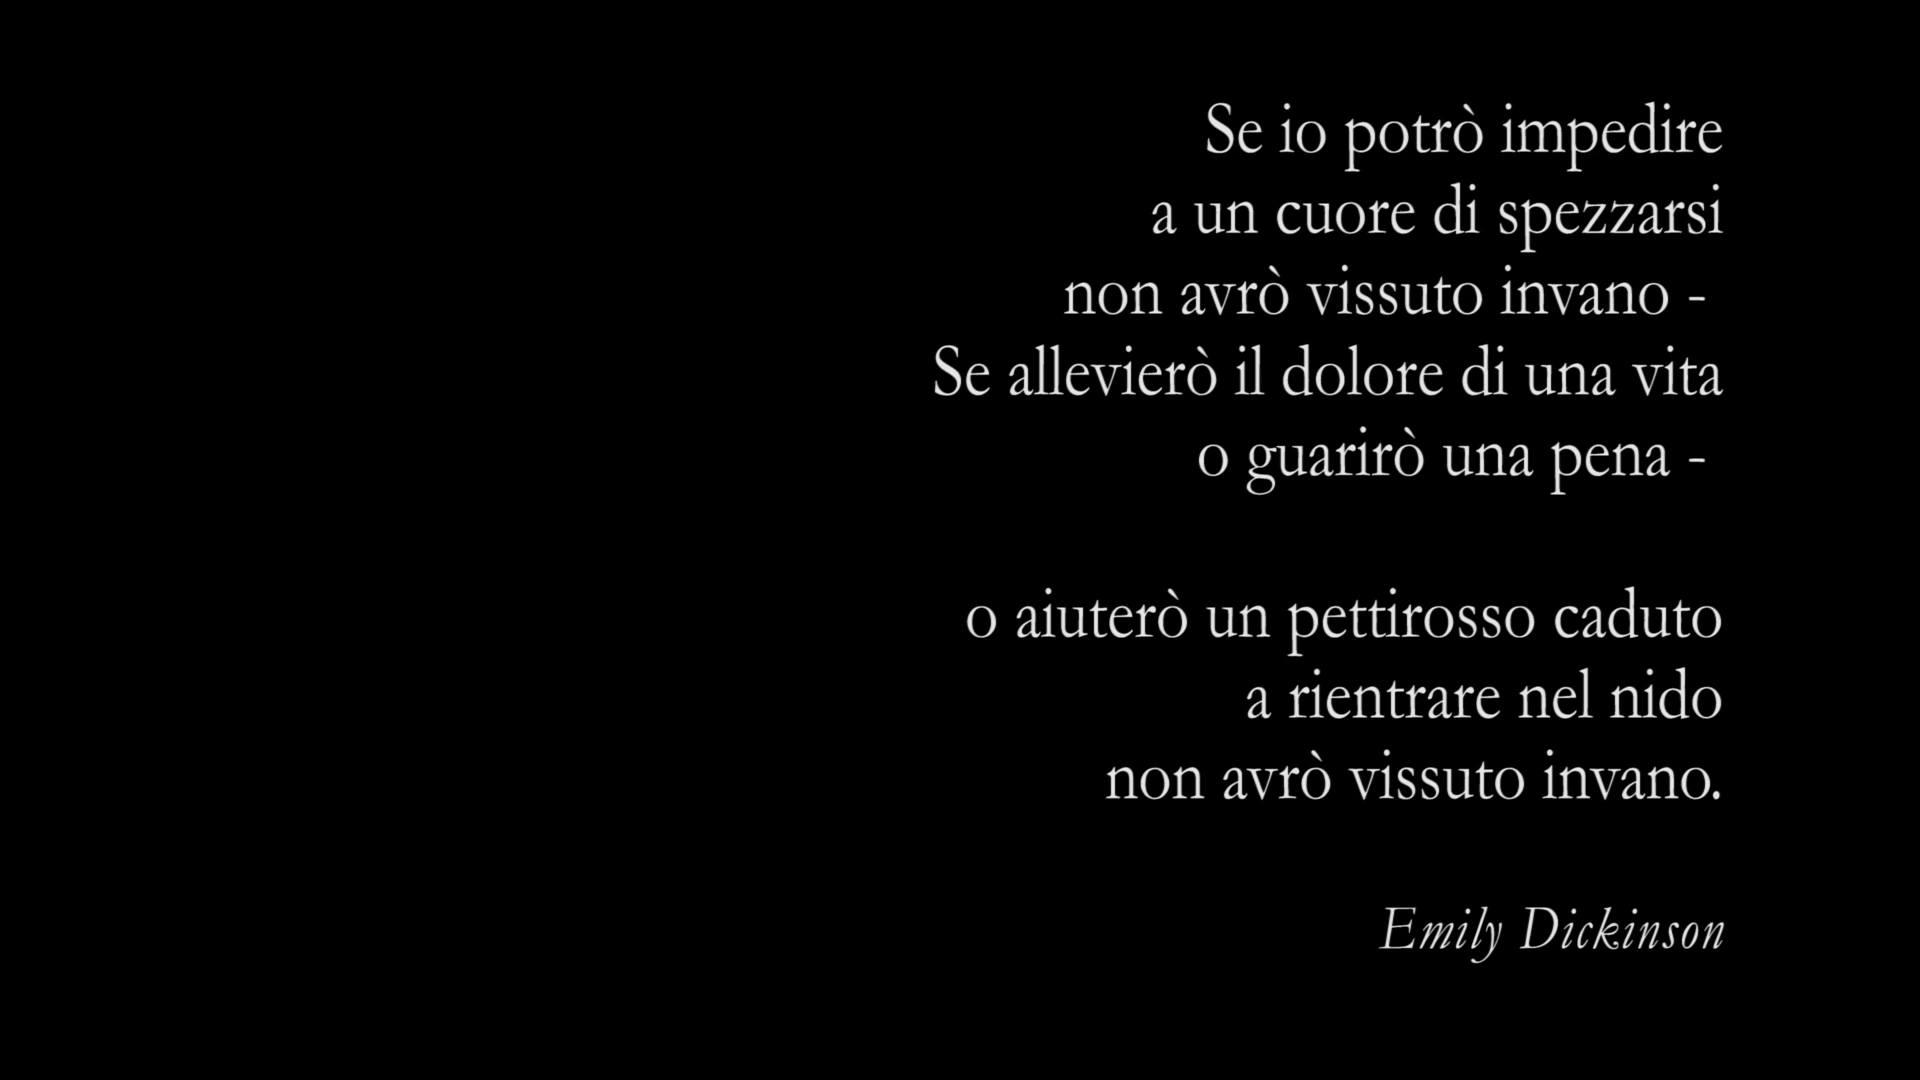 Se io potrò impedire
a un cuore di spezzarsi
non avrò vissuto invano -
Se allevierò il dolore di una vita
o guarirò una pena -
o aiuterò un pettirosso caduto
a rientrare nel nido
non avrò vissuto invano.
Emily Dickinson